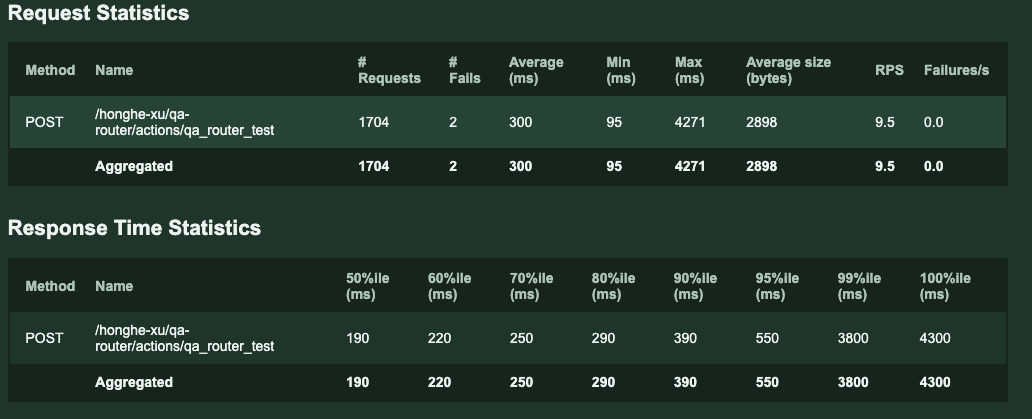 Request Statistics
Method Name # Requests # Fails Average (ms) Min (ms) Max (ms) Average size (bytes) RPS Failures/s
POST /honghe-xu/qa-router/actions/qa_router_test 1704 2 300 95 4271 2898 9.5 0.0
Aggregated 1704 2 300 95 4271 2898 9.5 0.0
Response Time Statistics
Method Name 50%ile (ms) 60%ile (ms) 70%ile (ms) 80%ile (ms) 90%ile (ms) 95%ile (ms) 99%ile (ms) 100%ile (ms)
POST /honghe-xu/qa-router/actions/qa_router_test 190 220 250 290 390 550 3800 4300
Aggregated 190 220 250 290 390 550 3800 4300